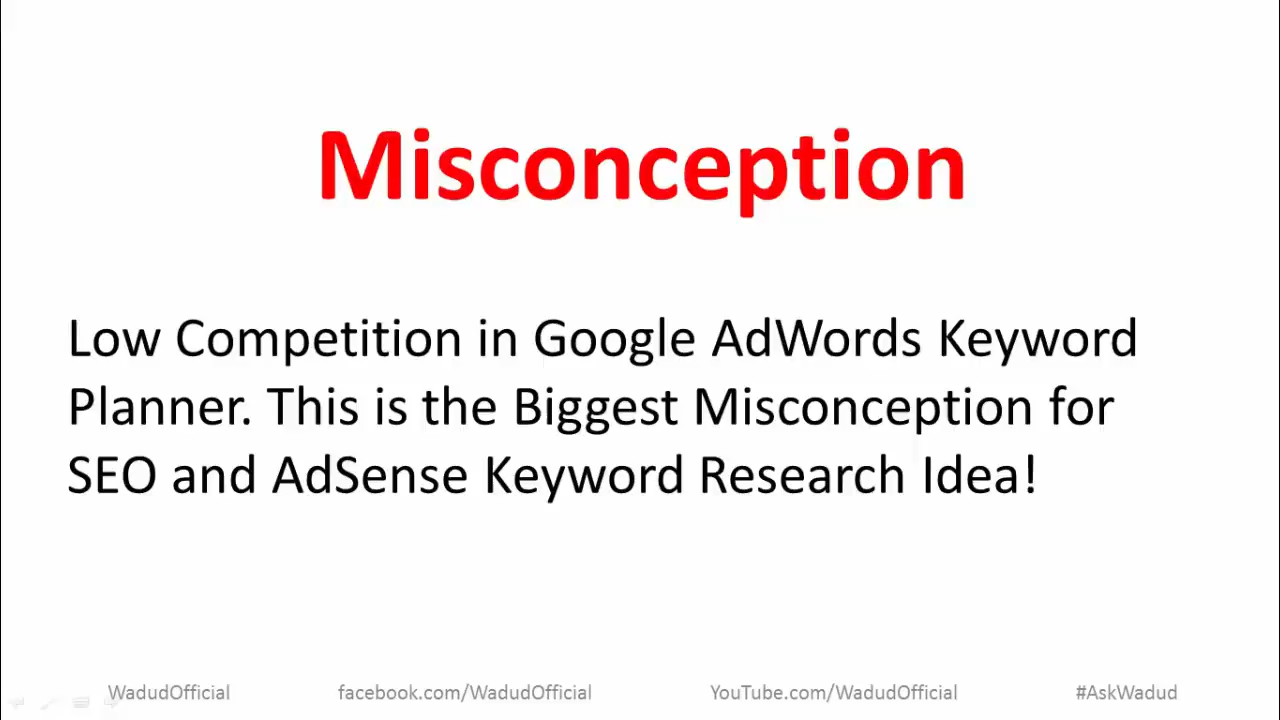 Misconception
Low Competition in Google AdWords Keyword
Planner. This is the Biggest Misconception for
SEO and AdSense Keyword Research Idea!
WadudOfficial facebook.com/WadudOfficial YouTube.com/WadudOfficial #AskWadud